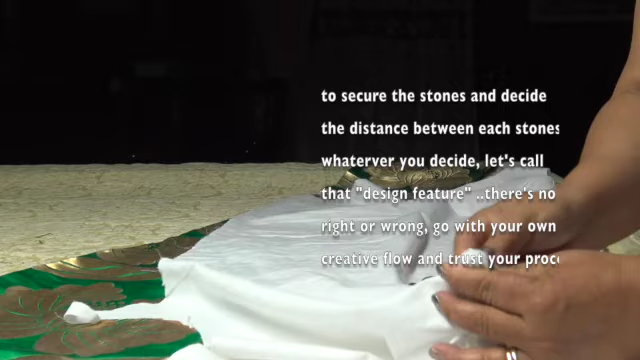 to secure the stones and decide
the distance between each stones
whaterver you decide, let's call
that "design feature" ..there's no
right or wrong, go with your own
creative flow and trust your proce